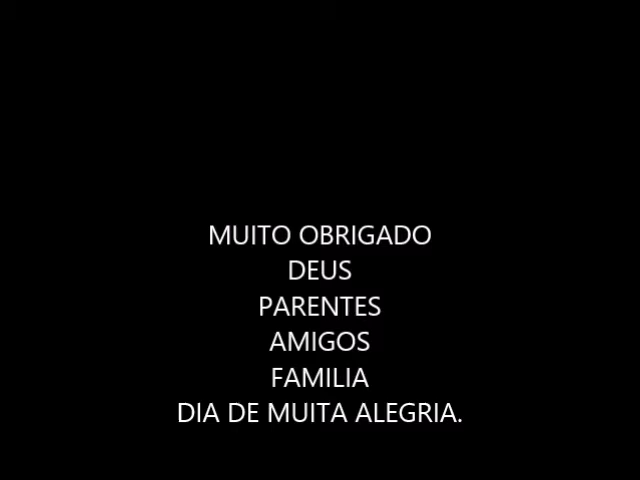 MUITO OBRIGADO
DEUS
PARENTES
AMIGOS
FAMILIA
DIA DE MUITA ALEGRIA.